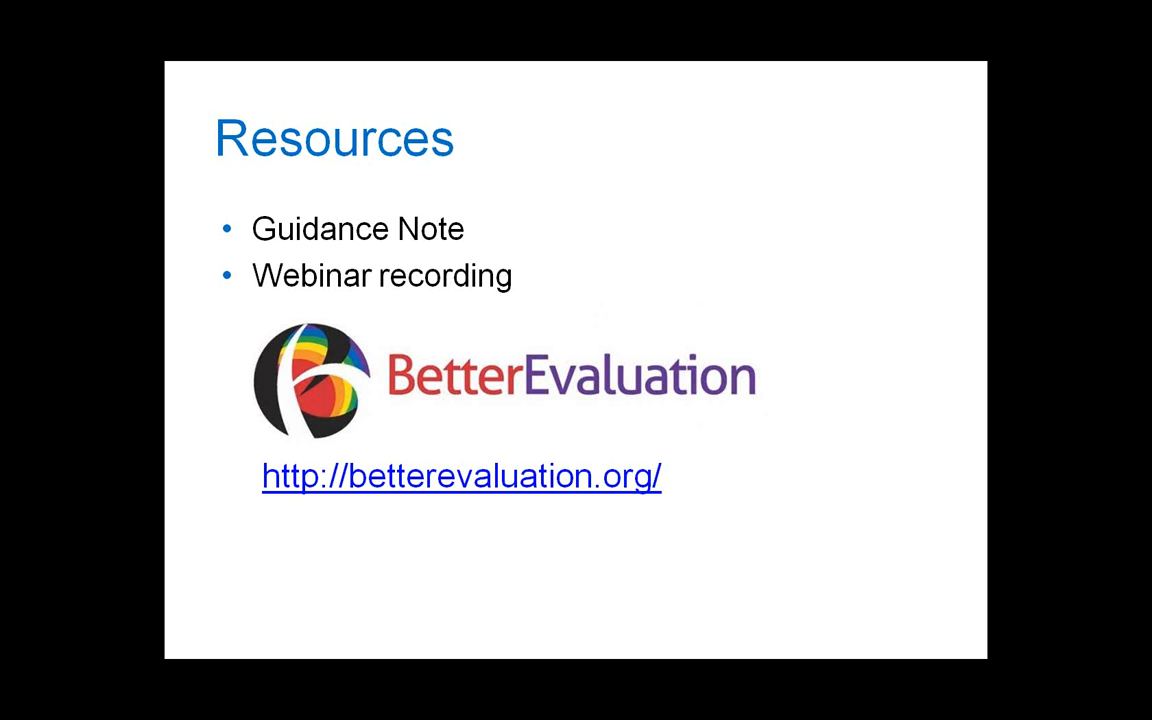 Resources
• Guidance Note
• Webinar recording
BetterEvaluation
http://betterevaluation.org/